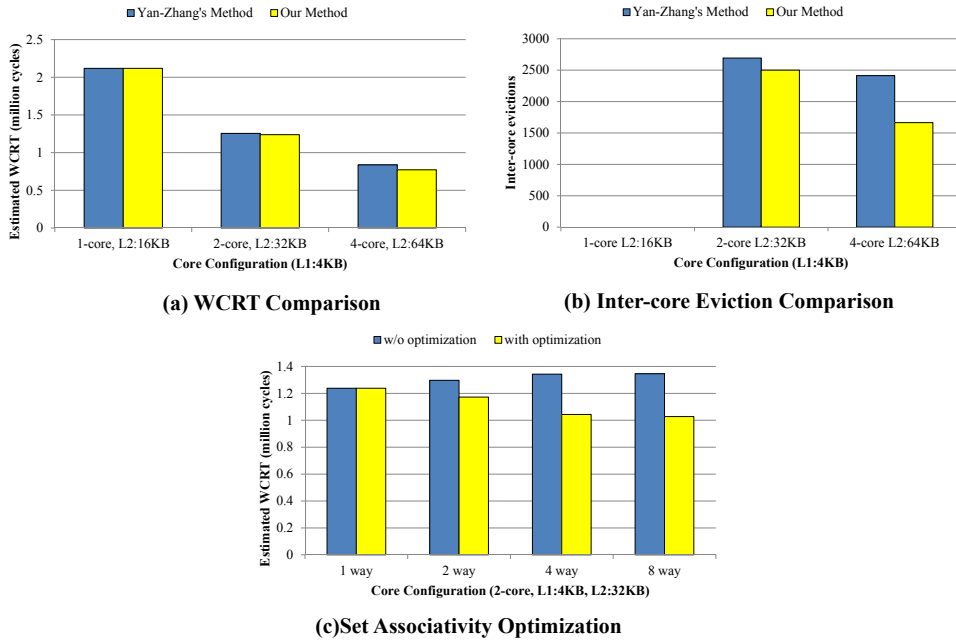 Yan-Zhang's Method Our Method
Estimated WCRT (million cycles)
2.5
2
1.5
1
0.5
0
1-core, L2:16KB 2-core, L2:32KB 4-core, L2:64KB
Core Configuration (L1:4KB)
(a) WCRT Comparison
Yan-Zhang's Method Our Method
Inter-core evictions
3000
2500
2000
1500
1000
500
0
1-core L2:16KB 2-core L2:32KB 4-core L2:64KB
Core Configuration (L1:4KB)
(b) Inter-core Eviction Comparison
w/o optimization with optimization
Estimated WCRT (million cycles)
1.4
1.2
1
0.8
0.6
0.4
0.2
0
1 way 2 way 4 way 8 way
Core Configuration (2-core, L1:4KB, L2:32KB)
(c)Set Associativity Optimization